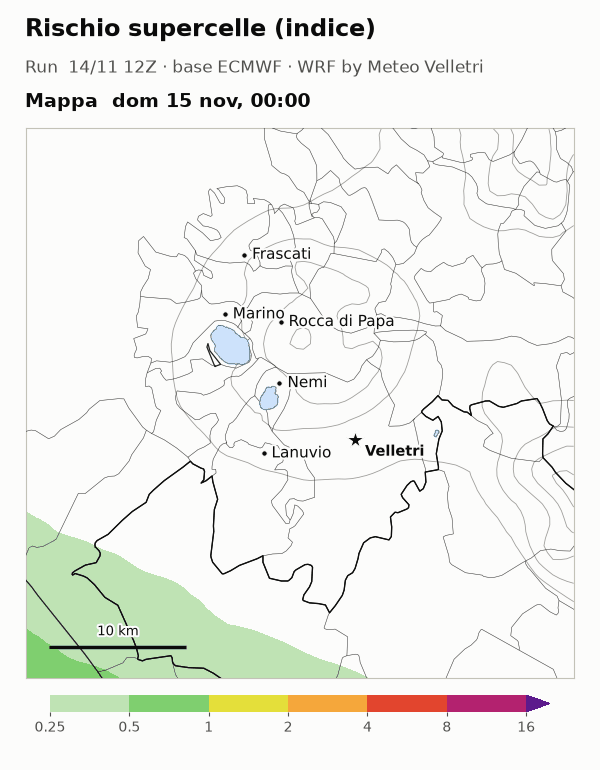 Rischio supercelle (indice)
Run  14/11 12Z · base ECMWF · WRF by Meteo Velletri
Mappa  dom 15 nov, 00:00
Frascati
Marino
Rocca di Papa
Nemi
Velletri
Lanuvio
10 km
0.25 0.5 1 2 4 8 16